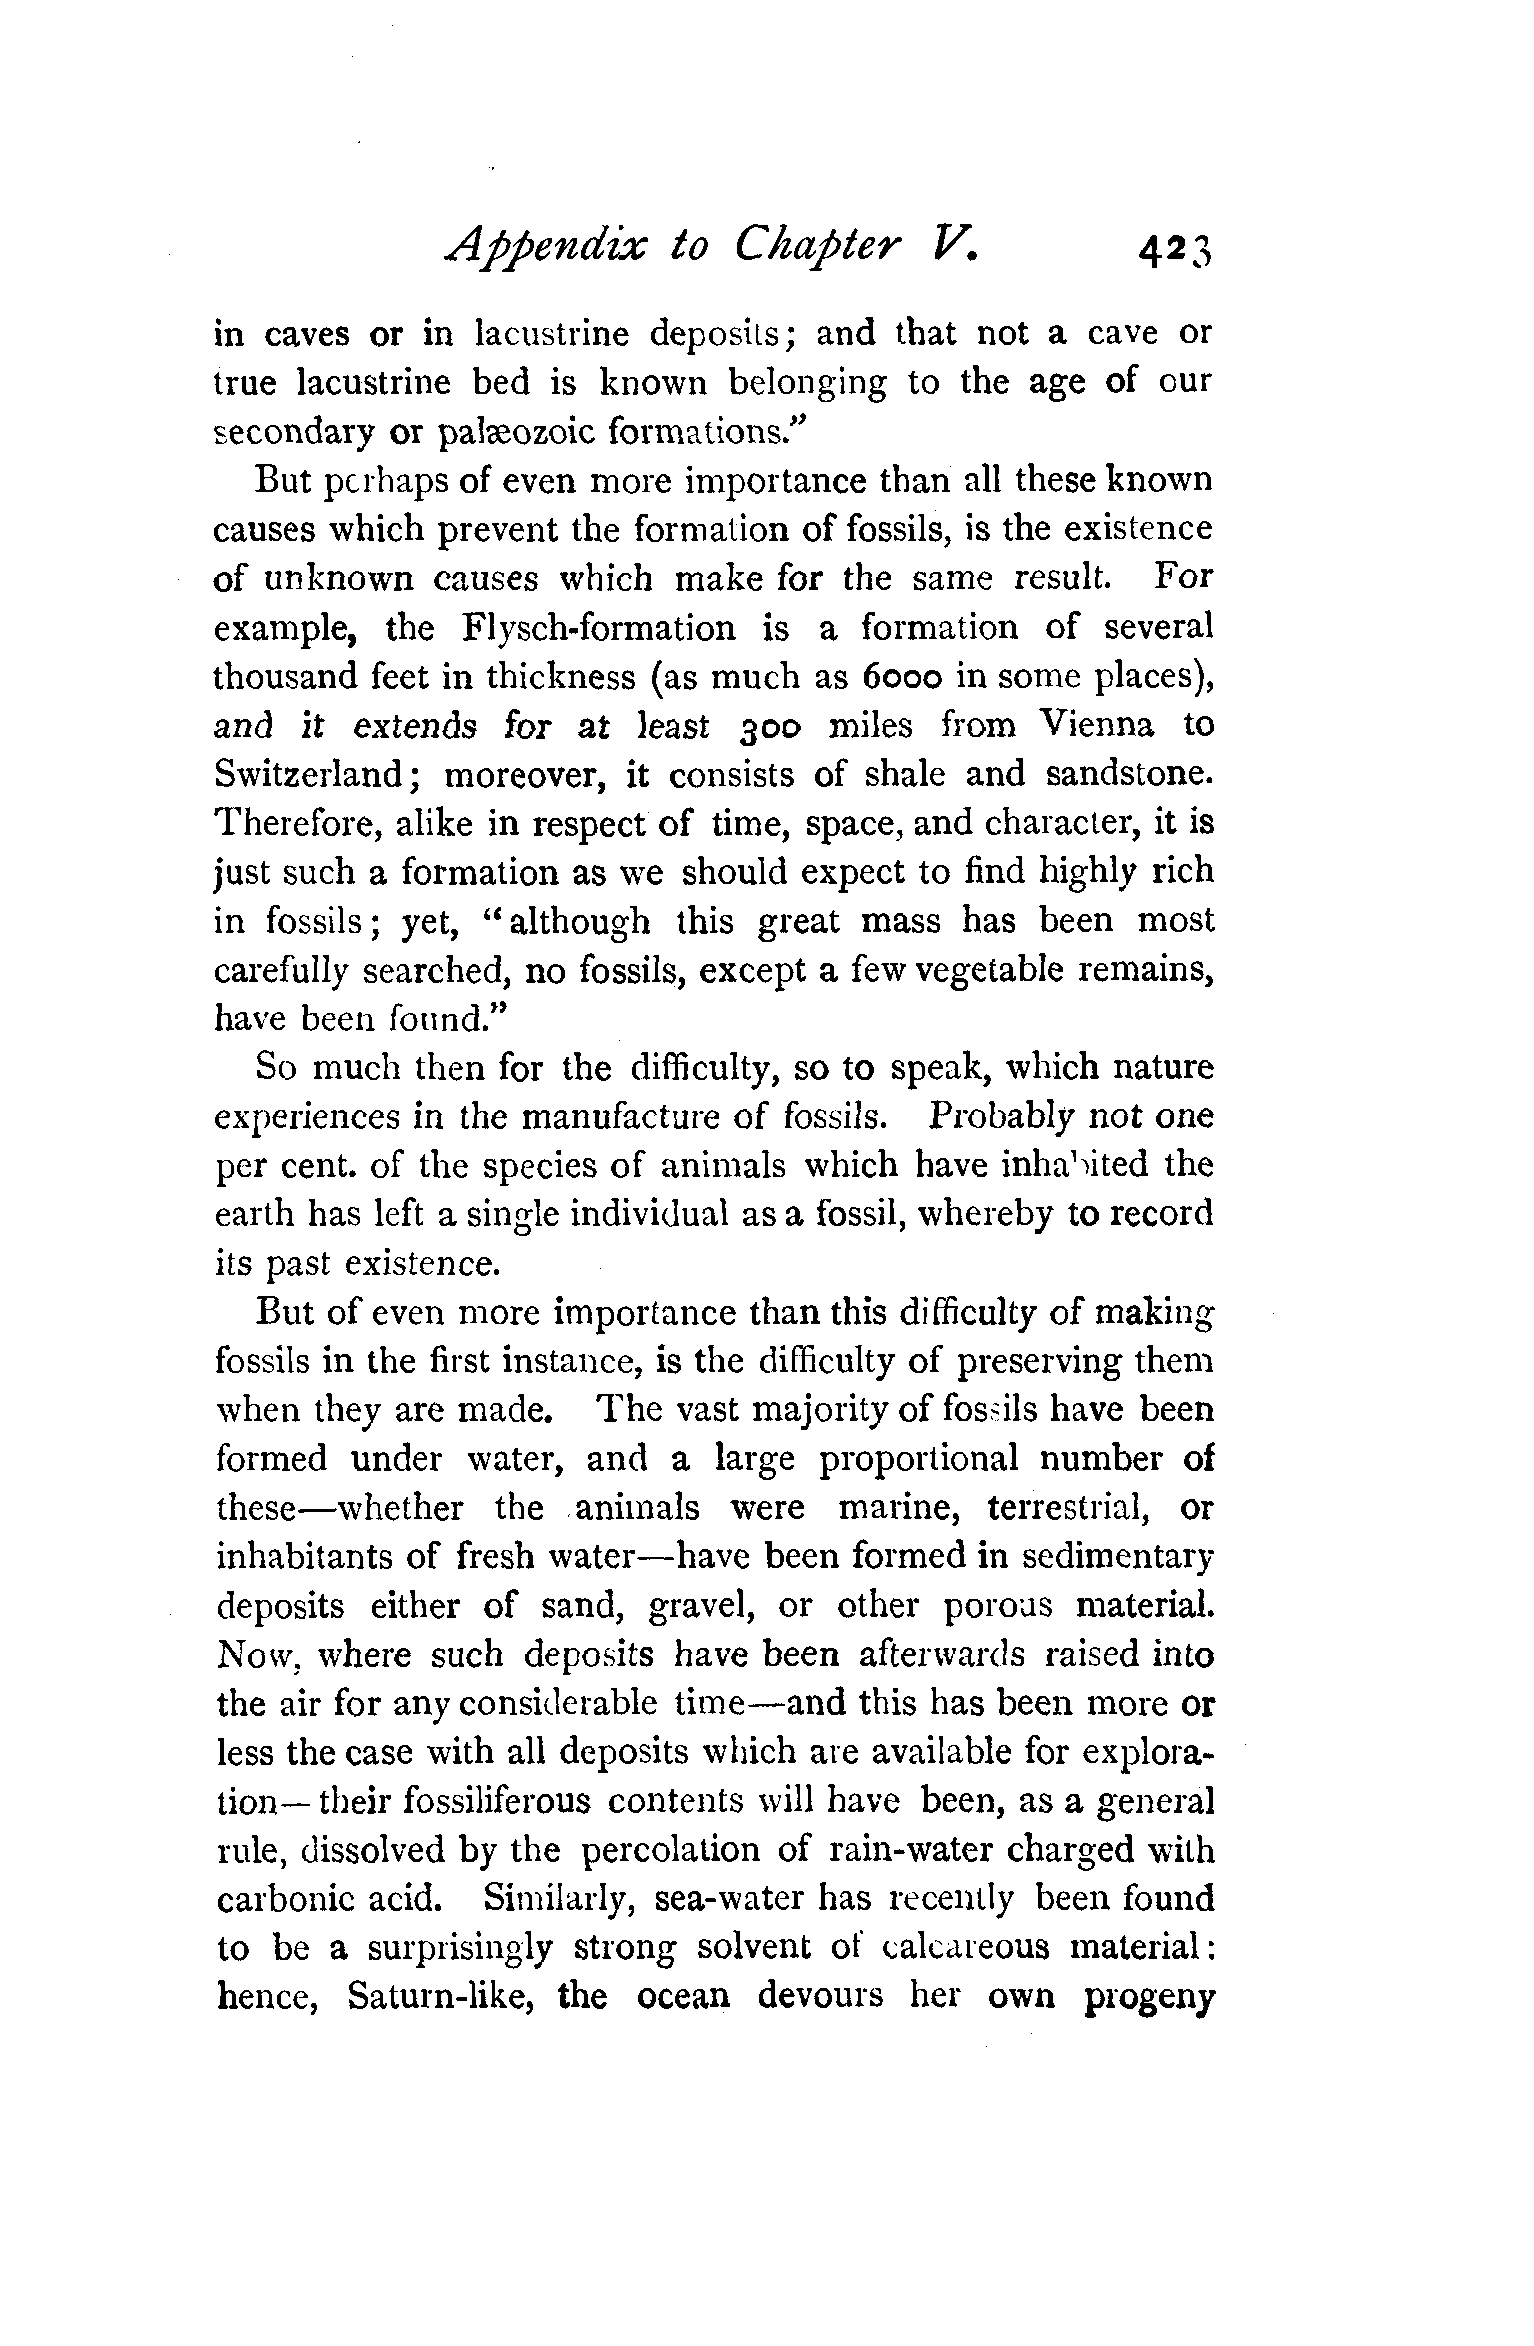 Appendix to Chapter V. 423
in caves or in lacustrine deposits; and that not a cave or
true lacustrine bed is known belonging to the age of our
secondary or palæozoic formations.”
But perhaps of even more importance than all these known
causes which prevent the formation of fossils, is the existence
of unknown causes which make for the same result. For
example, the Flysch-formation is a formation of several
thousand feet in thickness (as much as 6000 in some places),
and it extends for at least 300 miles from Vienna to
Switzerland; moreover, it consists of shale and sandstone.
Therefore, alike in respect of time, space, and character, it is
just such a formation as we should expect to find highly rich
in fossils; yet, “although this great mass has been most
carefully searched, no fossils, except a few vegetable remains,
have been found.”
So much then for the difficulty, so to speak, which nature
experiences in the manufacture of fossils. Probably not one
per cent. of the species of animals which have inhabited the
earth has left a single individual as a fossil, whereby to record
its past existence.
But of even more importance than this difficulty of making
fossils in the first instance, is the difficulty of preserving them
when they are made. The vast majority of fossils have been
formed under water, and a large proportional number of
these—whether the animals were marine, terrestrial, or
inhabitants of fresh water—have been formed in sedimentary
deposits either of sand, gravel, or other porous material.
Now, where such deposits have been afterwards raised into
the air for any considerable time—and this has been more or
less the case with all deposits which are available for explora-
tion—their fossiliferous contents will have been, as a general
rule, dissolved by the percolation of rain-water charged with
carbonic acid. Similarly, sea-water has recently been found
to be a surprisingly strong solvent of calcareous material:
hence, Saturn-like, the ocean devours her own progeny